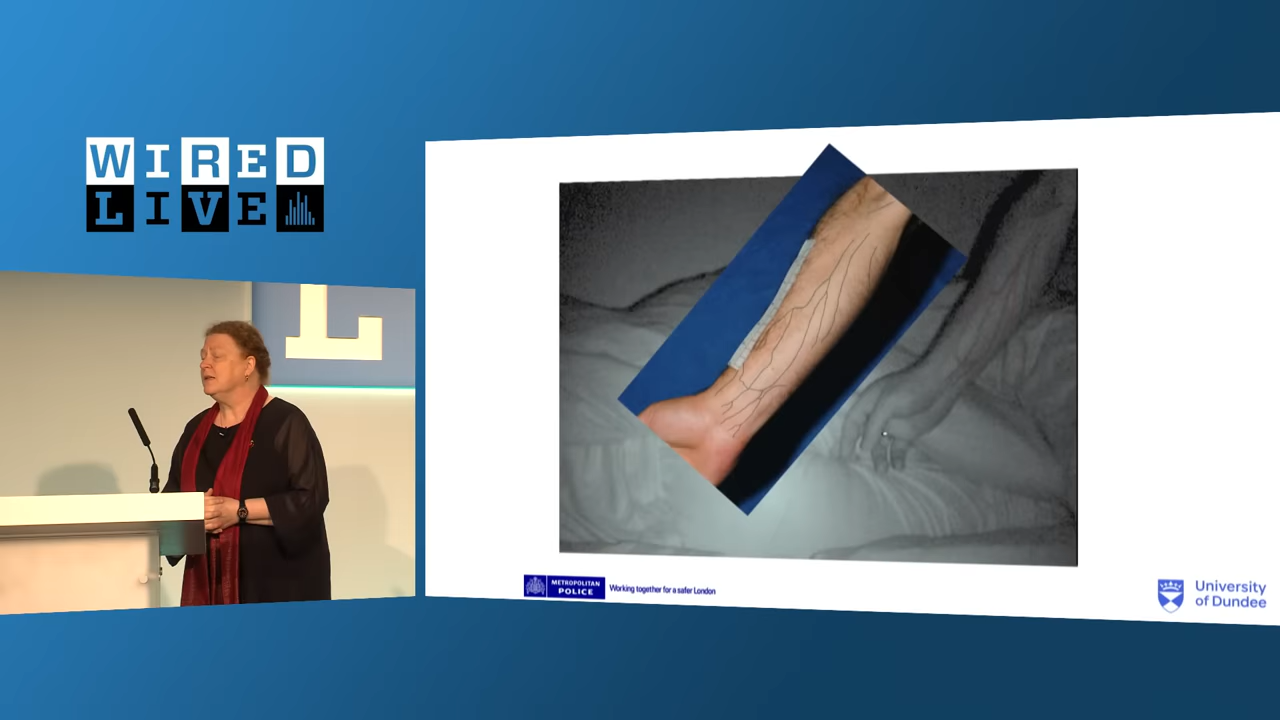 WIRED
LIVE
L
METROPOLITAN
POLICE
Working together for a safer London
University
of Dundee